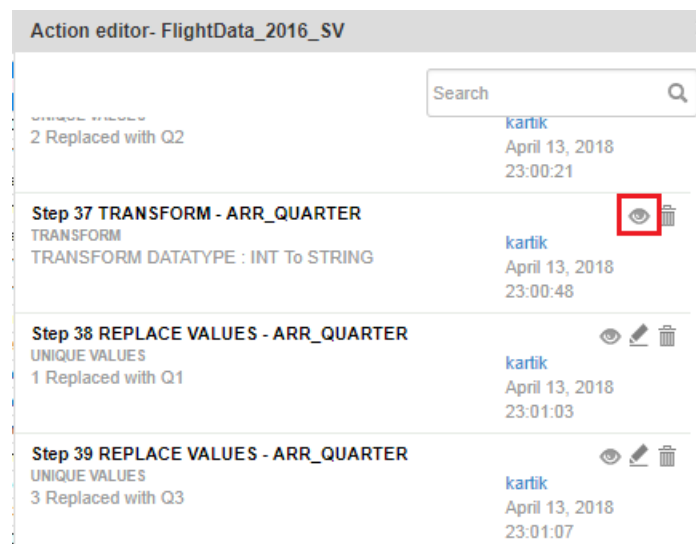 Action editor- FlightData_2016_SV
Search
UNIQUE VALUES
2 Replaced with Q2
kartik
April 13, 2018
23:00:21
Step 37 TRANSFORM - ARR_QUARTER
TRANSFORM
TRANSFORM DATATYPE : INT To STRING
kartik
April 13, 2018
23:00:48
Step 38 REPLACE VALUES - ARR_QUARTER
UNIQUE VALUES
1 Replaced with Q1
kartik
April 13, 2018
23:01:03
Step 39 REPLACE VALUES - ARR_QUARTER
UNIQUE VALUES
3 Replaced with Q3
kartik
April 13, 2018
23:01:07